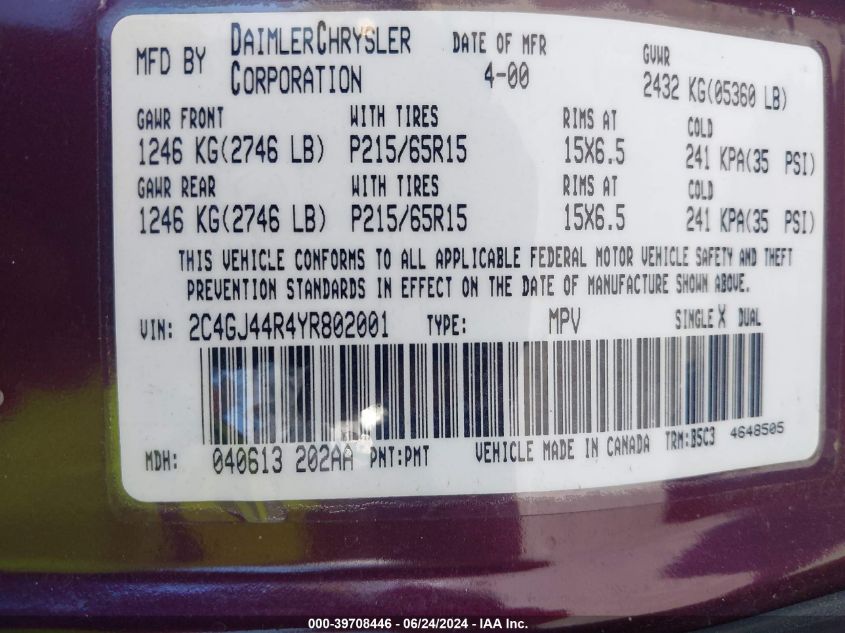 MFD BY DAIMLERCHRYSLER CORPORATION DATE OF MFR 4-00 GVWR 2432 KG(05360 LB)
GAWR FRONT WITH TIRES RIMS AT COLD
1246 KG(2746 LB) P215/65R15 15X6.5 241 KPA(35 PSI)
GAWR REAR WITH TIRES RIMS AT COLD
1246 KG(2746 LB) P215/65R15 15X6.5 241 KPA(35 PSI)
THIS VEHICLE CONFORMS TO ALL APPLICABLE FEDERAL MOTOR VEHICLE SAFETY AND THEFT
PREVENTION STANDARDS IN EFFECT ON THE DATE OF MANUFACTURE SHOWN ABOVE.
VIN: 2C4GJ44R4YR802001 TYPE: MPV SINGLE X DUAL
MDH: 040613 202AA PNT:PMT VEHICLE MADE IN CANADA TRM:B5C3 4648505
000-39708446 - 06/24/2024 - IAA Inc.